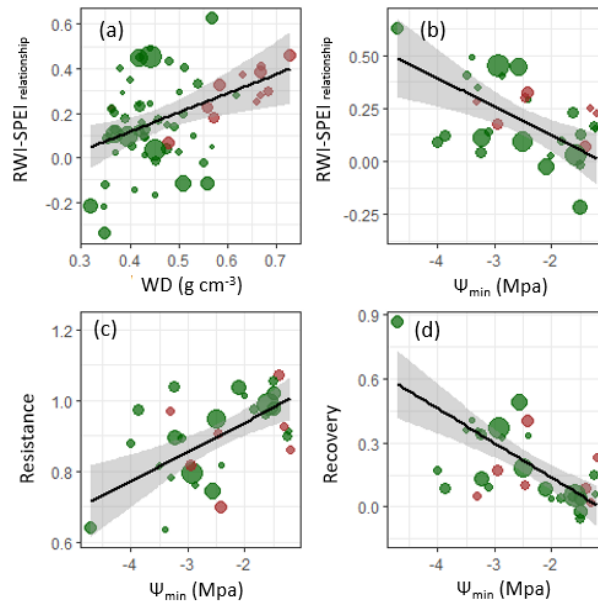 (a)
RWI-SPEI relationship
0.6
0.4
0.2
0.0
-0.2
0.3 0.4 0.5 0.6 0.7
WD (g cm⁻³)
(b)
RWI-SPEI relationship
0.50
0.25
0.00
-0.25
-4 -3 -2
Ψmin (Mpa)
(c)
Resistance
1.2
1.0
0.8
0.6
-4 -3 -2
Ψmin (Mpa)
(d)
Recovery
0.9
0.6
0.3
0.0
-4 -3 -2
Ψmin (Mpa)